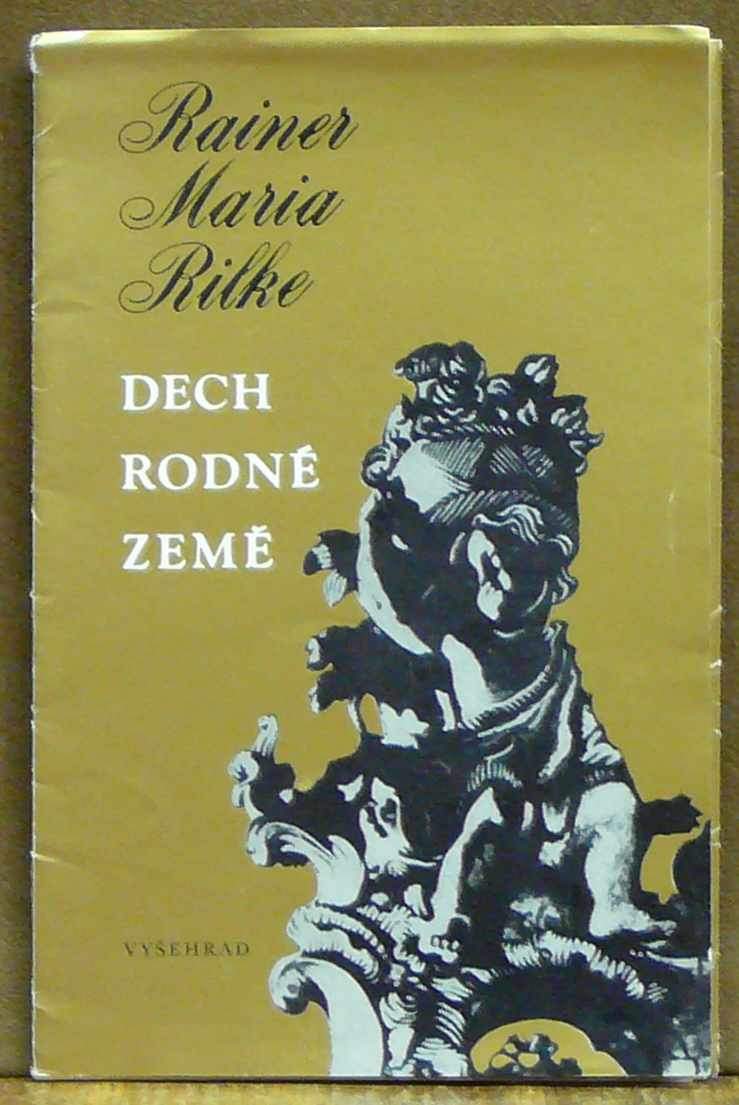 Rainer
Maria
Rilke
DECH
RODNÉ
ZEMĚ
VYŠEHRAD